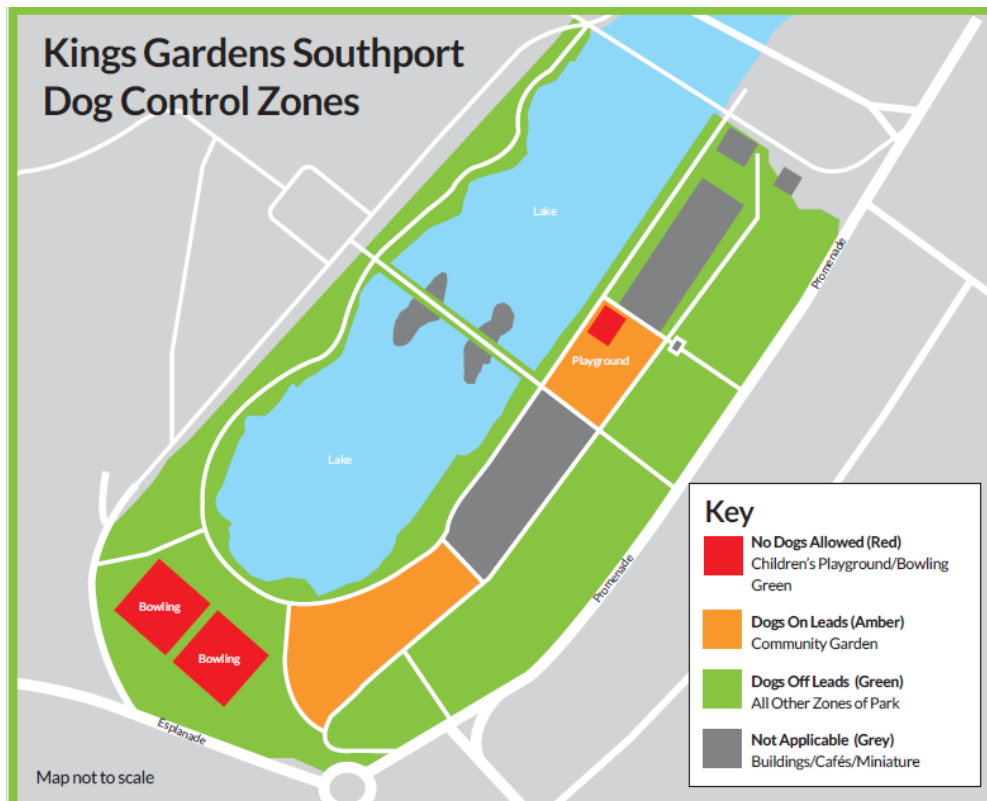 Kings Gardens Southport
Dog Control Zones
Lake
Promenade
Playground
Lake
Promenade
Bowling
Bowling
Esplanade
Map not to scale
Key
No Dogs Allowed (Red)
Children's Playground/Bowling
Green
Dogs On Leads (Amber)
Community Garden
Dogs Off Leads (Green)
All Other Zones of Park
Not Applicable (Grey)
Buildings/Cafés/Miniature